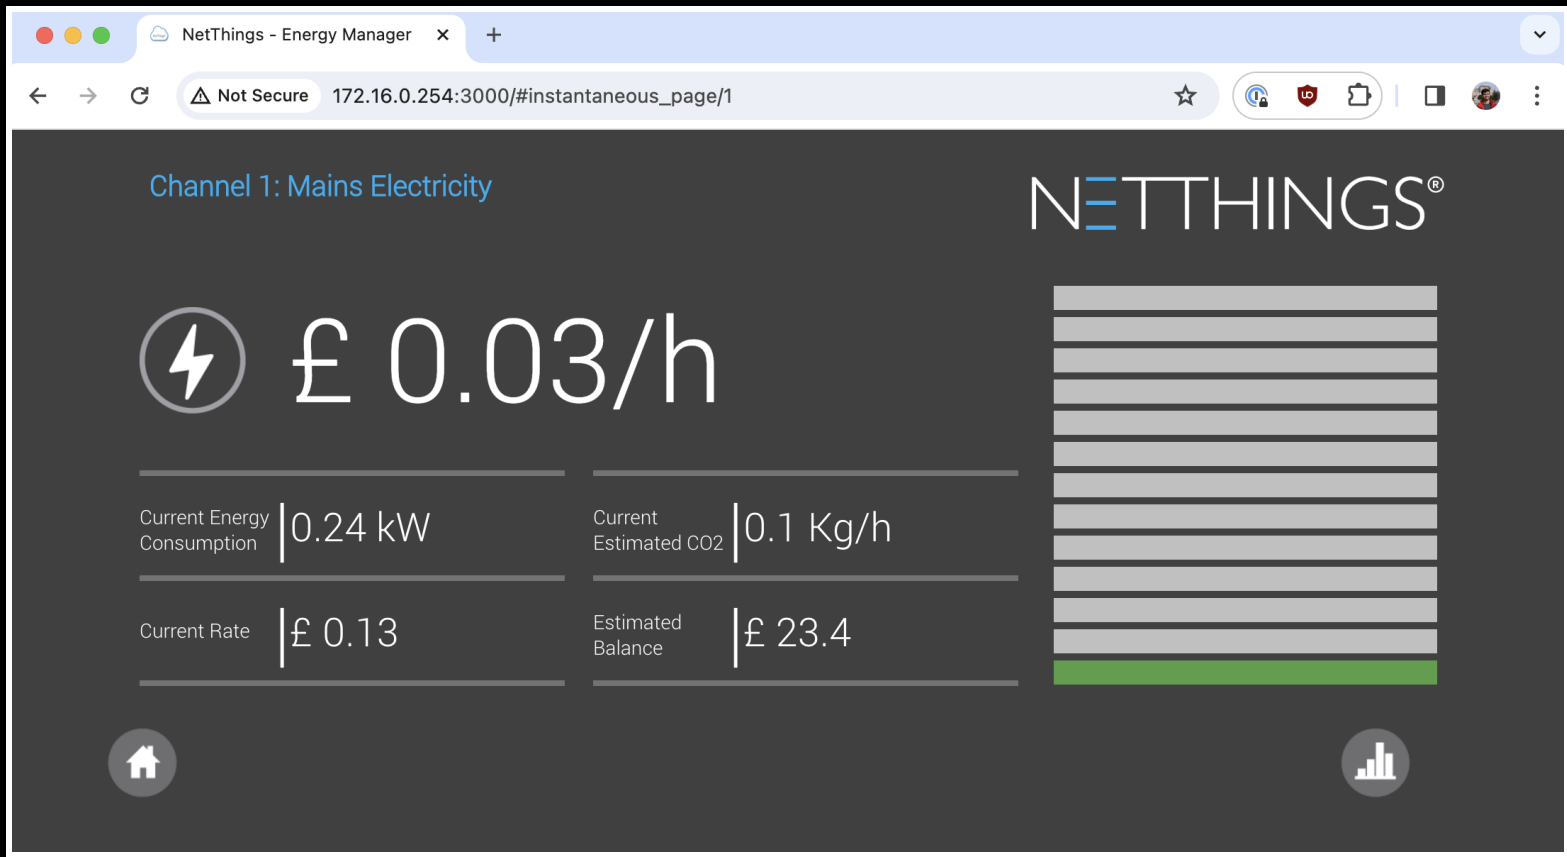 NetThings - Energy Manager
Not Secure 172.16.0.254:3000/#instantaneous_page/1
Channel 1: Mains Electricity
NETTHINGS®
£ 0.03/h
Current Energy
Consumption
0.24 kW
Current
Estimated CO2
0.1 Kg/h
Current Rate
£ 0.13
Estimated
Balance
£ 23.4